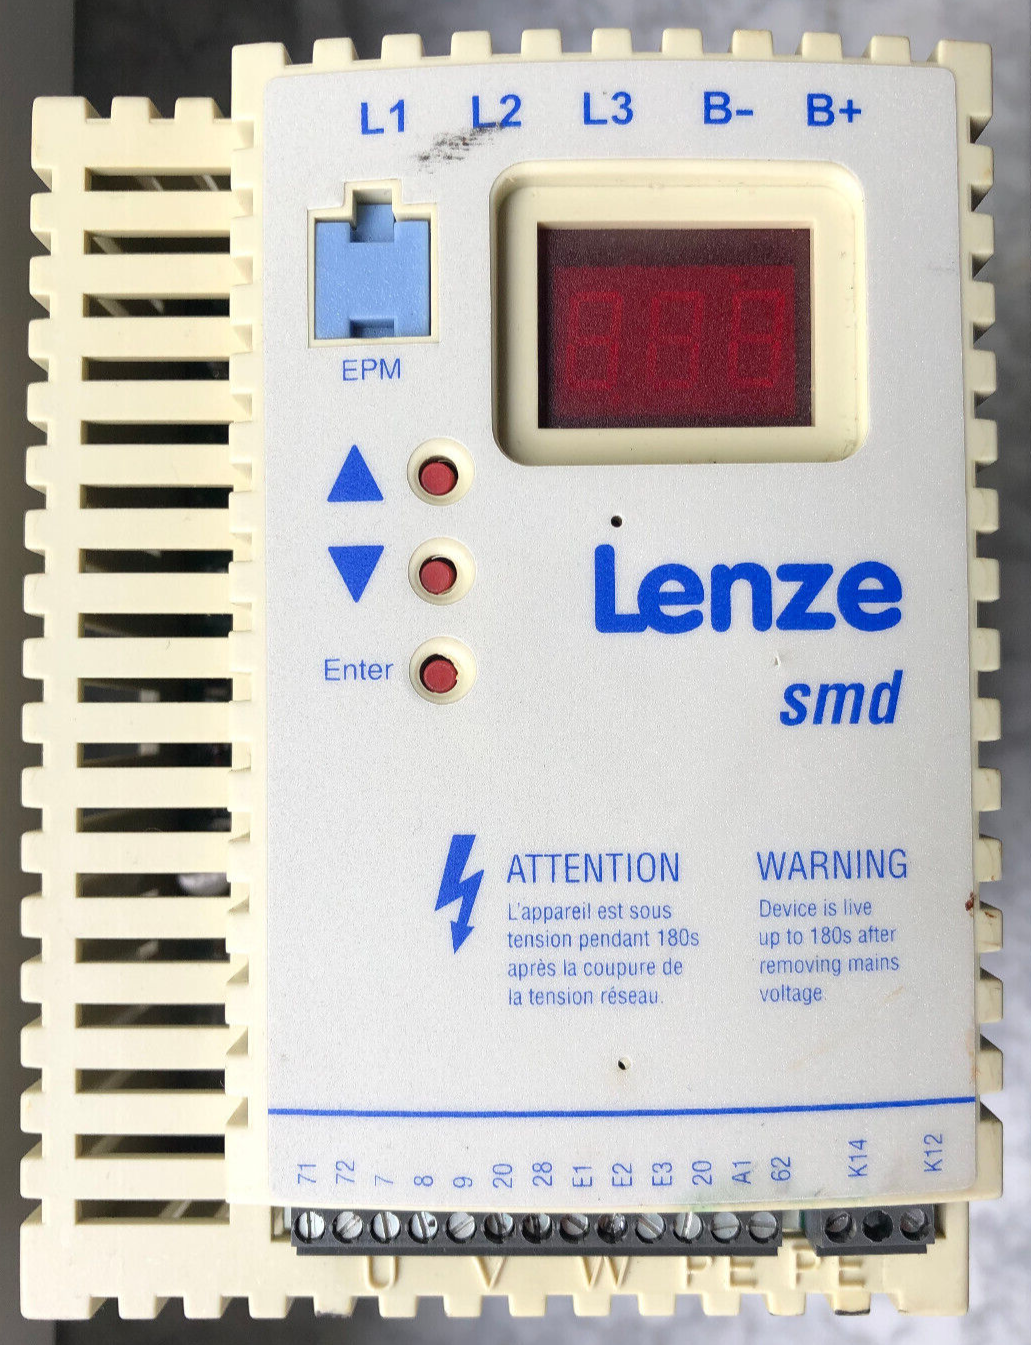 L1 L2 L3 B- B+
EPM
Enter
Lenze
smd
ATTENTION
L'appareil est sous
tension pendant 180s
après la coupure de
la tension réseau.
WARNING
Device is live
up to 180s after
removing mains
voltage
71 72 7 8 9 20 28 E1 E2 E3 20 A1 62 K14 K12
U V W PE PE